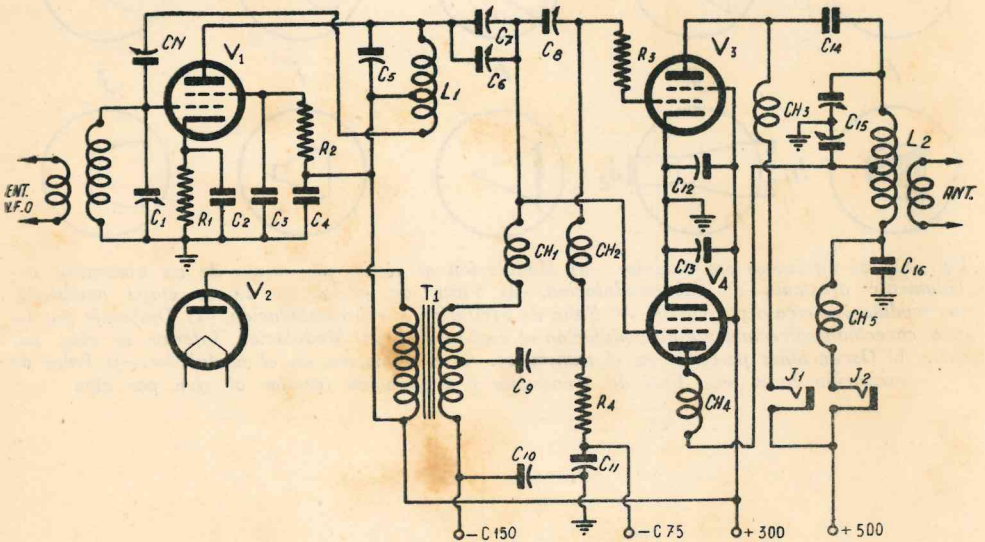 CN
V1
C5
L1
C7
C6
C8
R3
V3
C14
R2
CH3
C15
L2
ENT.
V.F.O
C1
R1
C2
C3
C4
C12
ANT.
CH1
CH2
C13
C16
V2
T1
V4
CH5
C9
R4
CH4
J1
J2
C10
C11
-C 150
-C 75
+300
+500